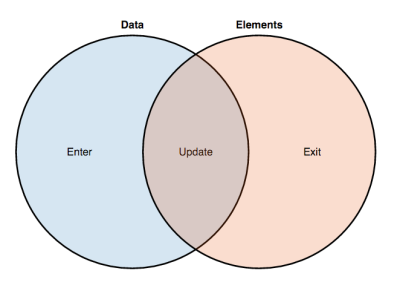 Data
Elements
Enter
Update
Exit